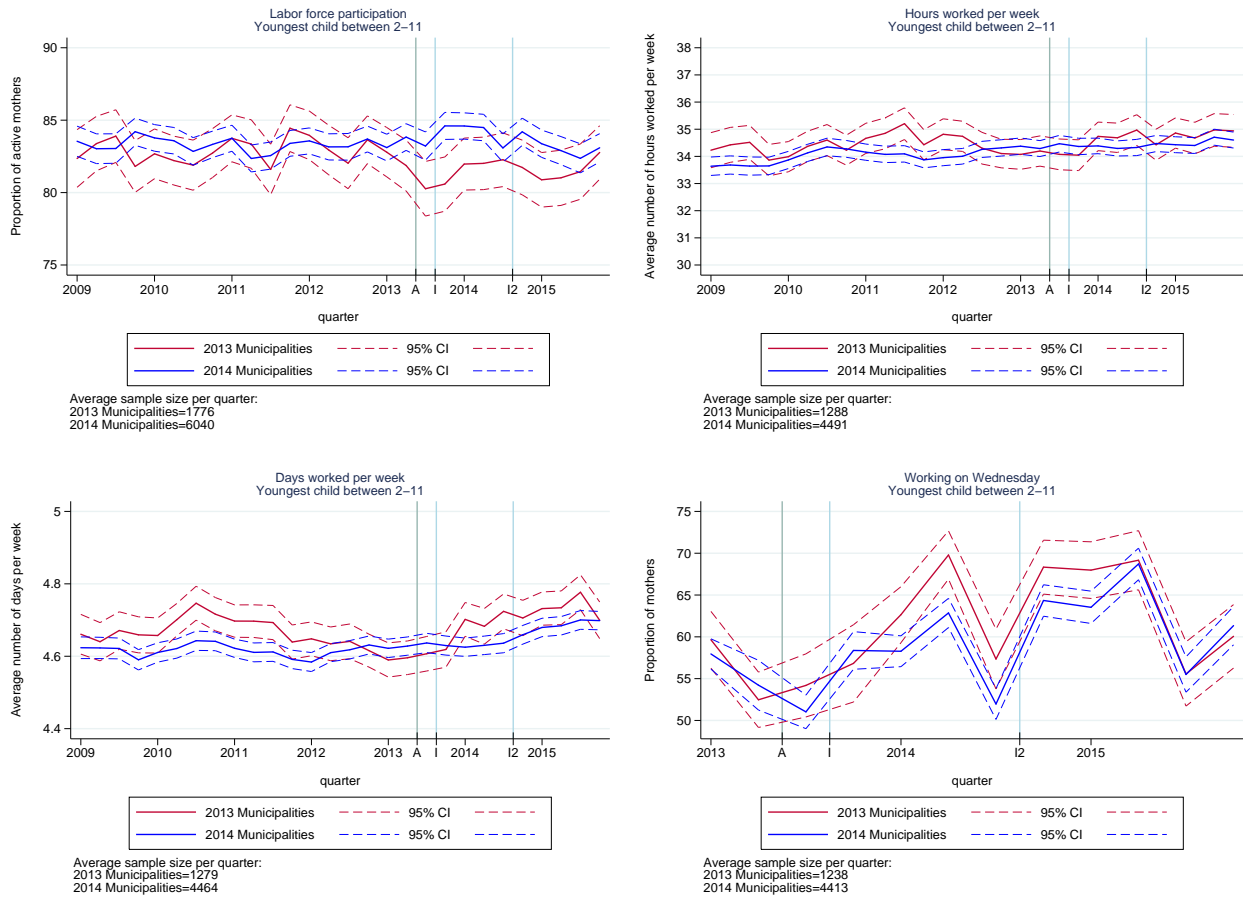 Labor force participation
Youngest child between 2−11
Proportion of active mothers
90
85
80
75
2009 2010 2011 2012 2013 A I 2014 I2 2015
quarter
2013 Municipalities 95% CI
2014 Municipalities 95% CI
Average sample size per quarter:
2013 Municipalities=1776
2014 Municipalities=6040
Hours worked per week
Youngest child between 2−11
Average number of hours worked per week
38
37
36
35
34
33
32
31
30
2009 2010 2011 2012 2013 A I 2014 I2 2015
quarter
2013 Municipalities 95% CI
2014 Municipalities 95% CI
Average sample size per quarter:
2013 Municipalities=1288
2014 Municipalities=4491
Days worked per week
Youngest child between 2−11
Average number of days per week
5
4.8
4.6
4.4
2009 2010 2011 2012 2013 A I 2014 I2 2015
quarter
2013 Municipalities 95% CI
2014 Municipalities 95% CI
Average sample size per quarter:
2013 Municipalities=1279
2014 Municipalities=4464
Working on Wednesday
Youngest child between 2−11
Proportion of mothers
75
70
65
60
55
50
2013 A I 2014 I2 2015
quarter
2013 Municipalities 95% CI
2014 Municipalities 95% CI
Average sample size per quarter:
2013 Municipalities=1238
2014 Municipalities=4413